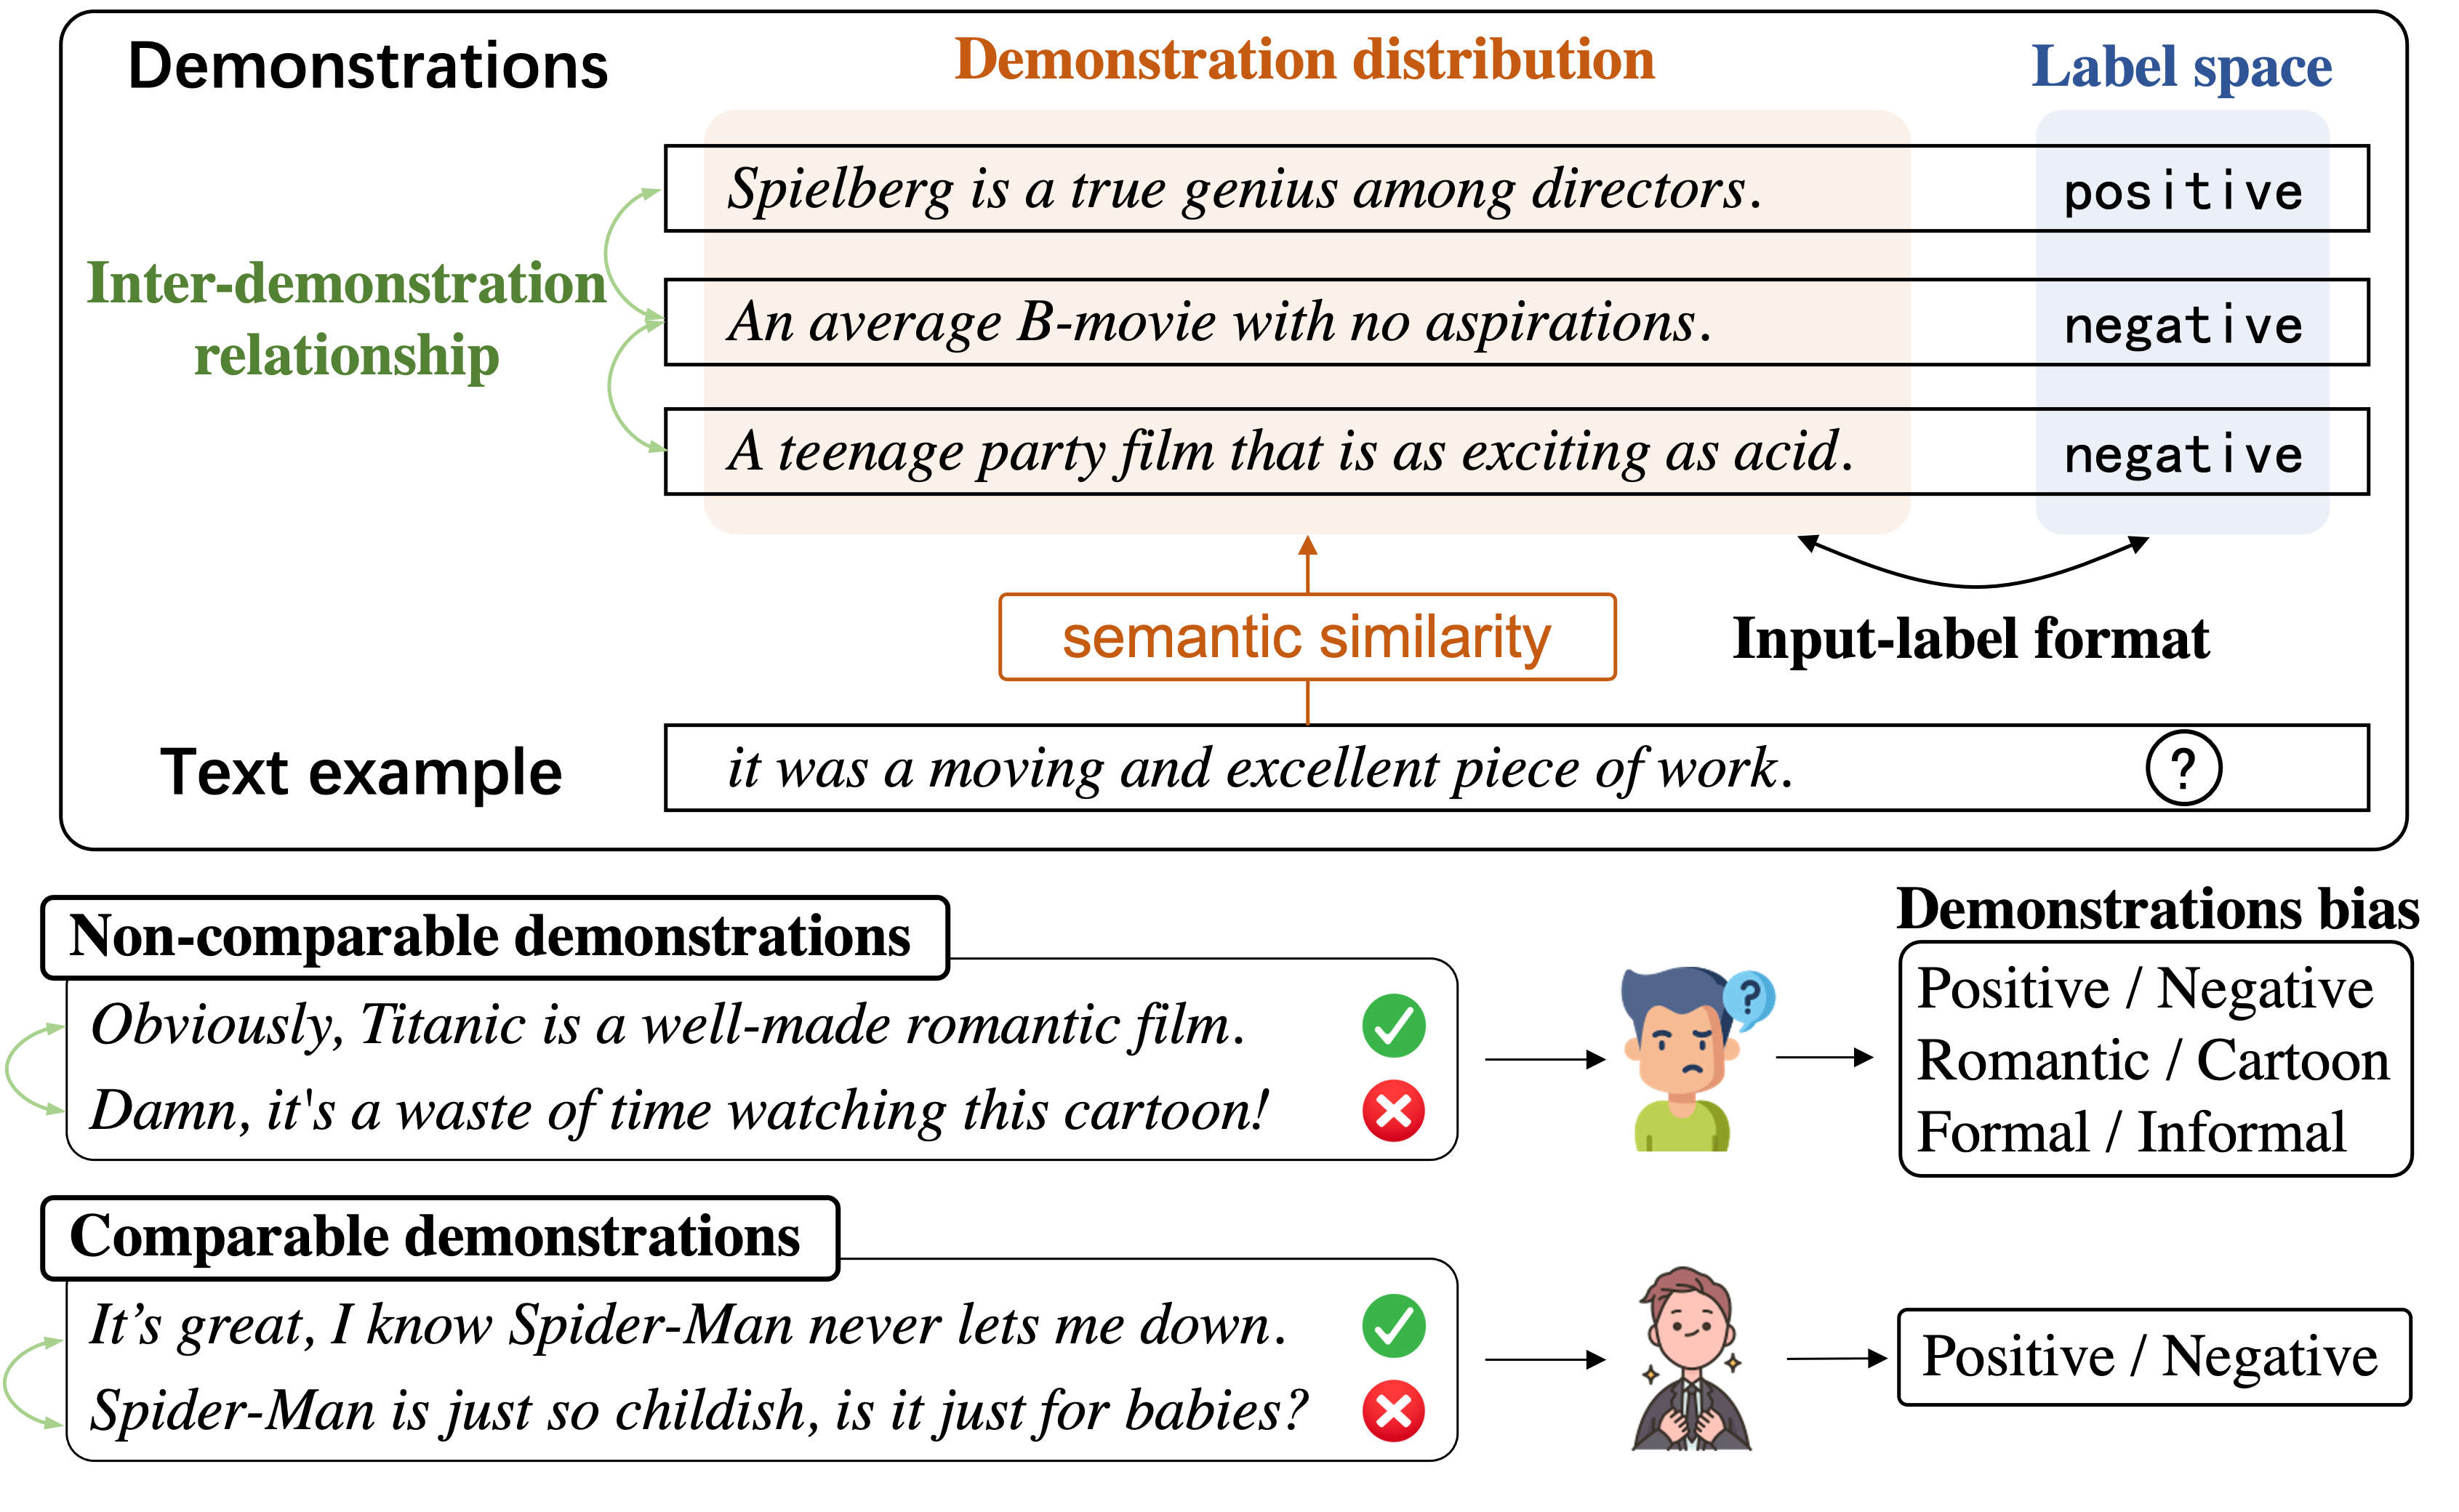 Demonstrations
Demonstration distribution
Label space
Spielberg is a true genius among directors.
positive
Inter-demonstration
relationship
An average B-movie with no aspirations.
negative
A teenage party film that is as exciting as acid.
negative
semantic similarity
Input-label format
Text example
it was a moving and excellent piece of work.
?
Non-comparable demonstrations
Obviously, Titanic is a well-made romantic film.
Damn, it's a waste of time watching this cartoon!
?
Demonstrations bias
Positive / Negative
Romantic / Cartoon
Formal / Informal
Comparable demonstrations
It’s great, I know Spider-Man never lets me down.
Spider-Man is just so childish, is it just for babies?
Positive / Negative